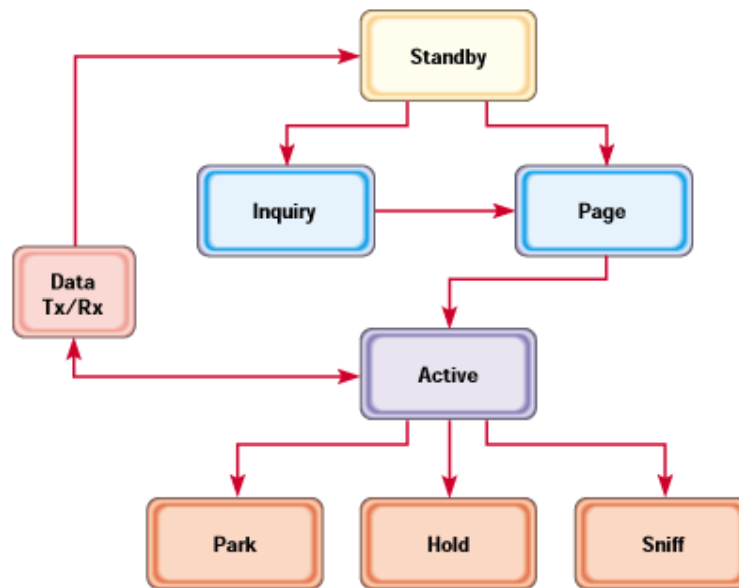 Standby
Inquiry
Page
Data
Tx/Rx
Active
Park
Hold
Sniff